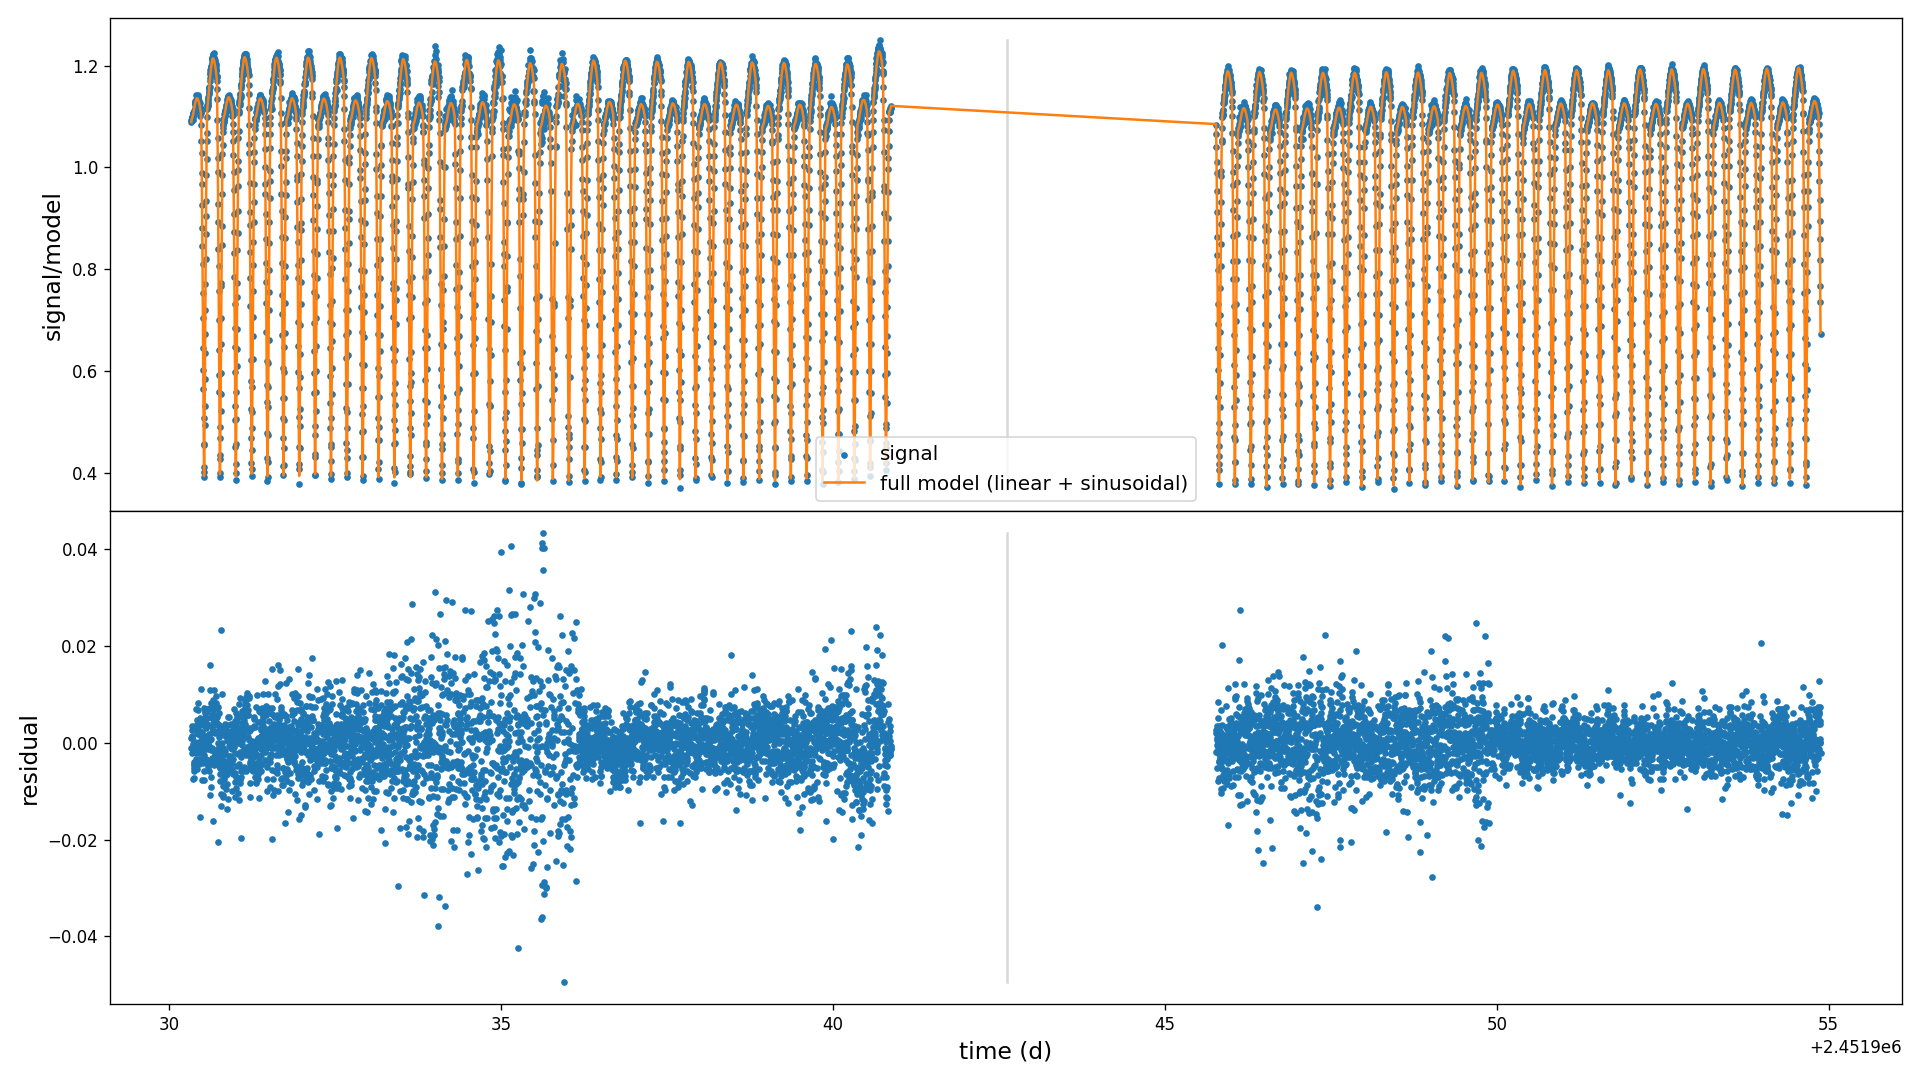 1.2
1.0
0.8
0.6
0.4
signal/model
signal
full model (linear + sinusoidal)
0.04
0.02
0.00
−0.02
−0.04
residual
30
35
40
45
50
55
time (d)
+2.4519e6